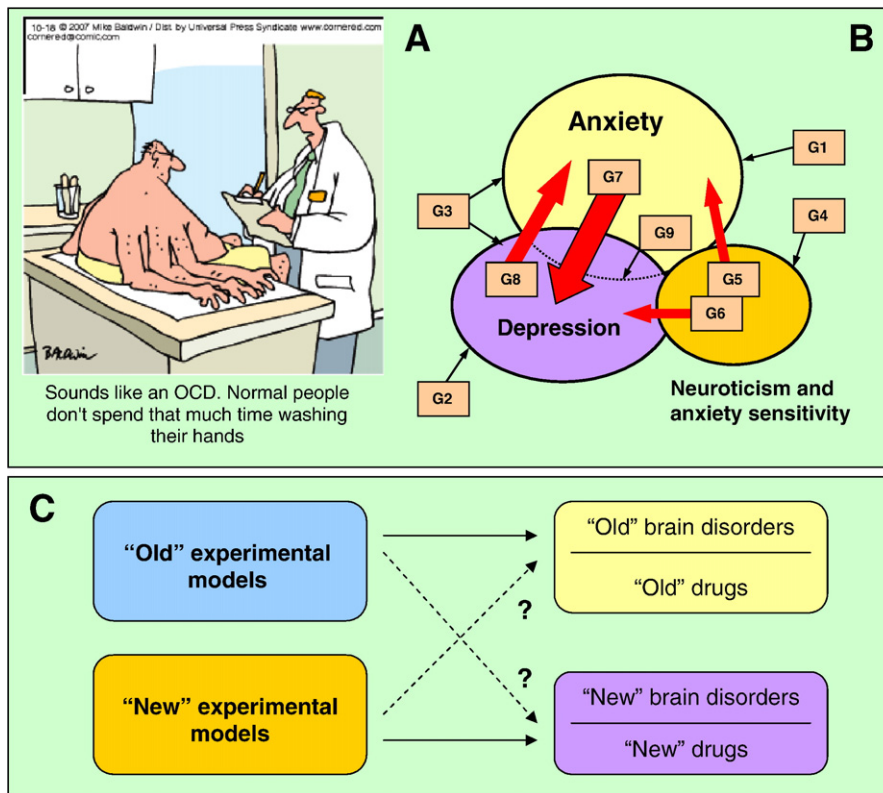 10-18 © 2007 Mike Baldwin / Dist. by Universal Press Syndicate www.cornered.com
cornered@comic.com
BALDWIN
Sounds like an OCD. Normal people
don't spend that much time washing
their hands
A
B
Anxiety
G1
G7
G3
G4
G9
G8
G5
G6
Depression
G2
Neuroticism and
anxiety sensitivity
C
“Old” experimental
models
“Old” brain disorders
“Old” drugs
?
?
“New” experimental
models
“New” brain disorders
“New” drugs